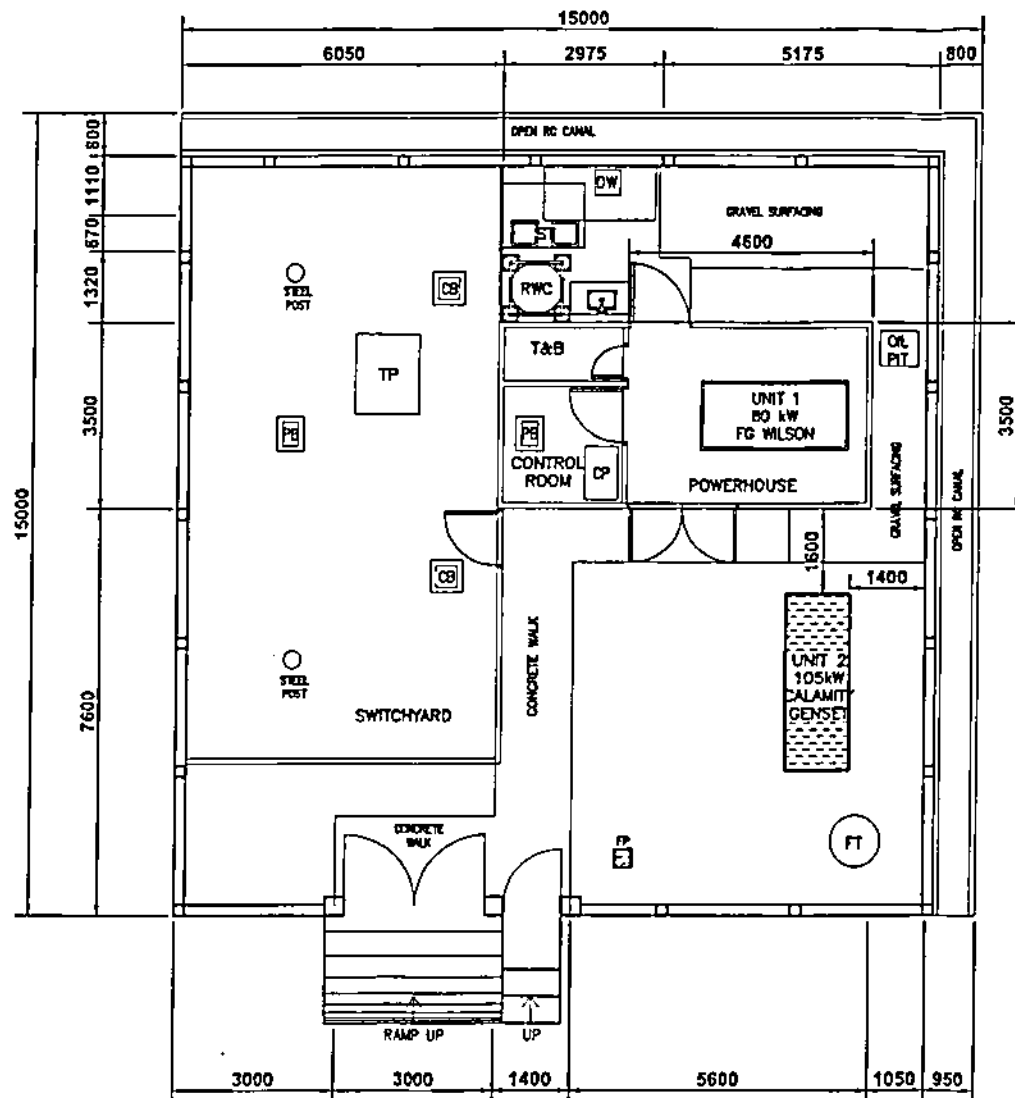 15000
6050 2975 5175 800
OPEN RC CANAL
800
1110
670
1320
3500
7600
15000
DW
GRAVEL SURFACING
ST
4600
STEEL
POST
CB
RWC
T&B
OIL
PIT
TP
UNIT 1
80 kW
FG WILSON
3500
PB
PB
CONTROL
ROOM
CP
POWERHOUSE
GRAVEL SURFACING
OPEN RC CANAL
1600
1400
CB
CONCRETE WALK
UNIT 2
105kW
CALAMITY
GENSET
STEEL
POST
SWITCHYARD
CONCRETE
WALK
FP
FT
RAMP UP
UP
3000 3000 1400 5600 1050 950